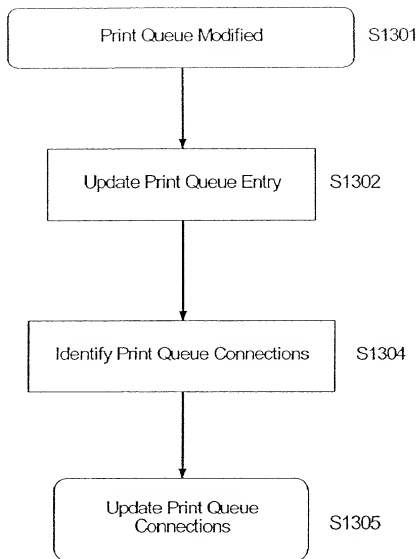 Print Queue Modified S1301
Update Print Queue Entry S1302
Identify Print Queue Connections S1304
Update Print Queue
Connections S1305